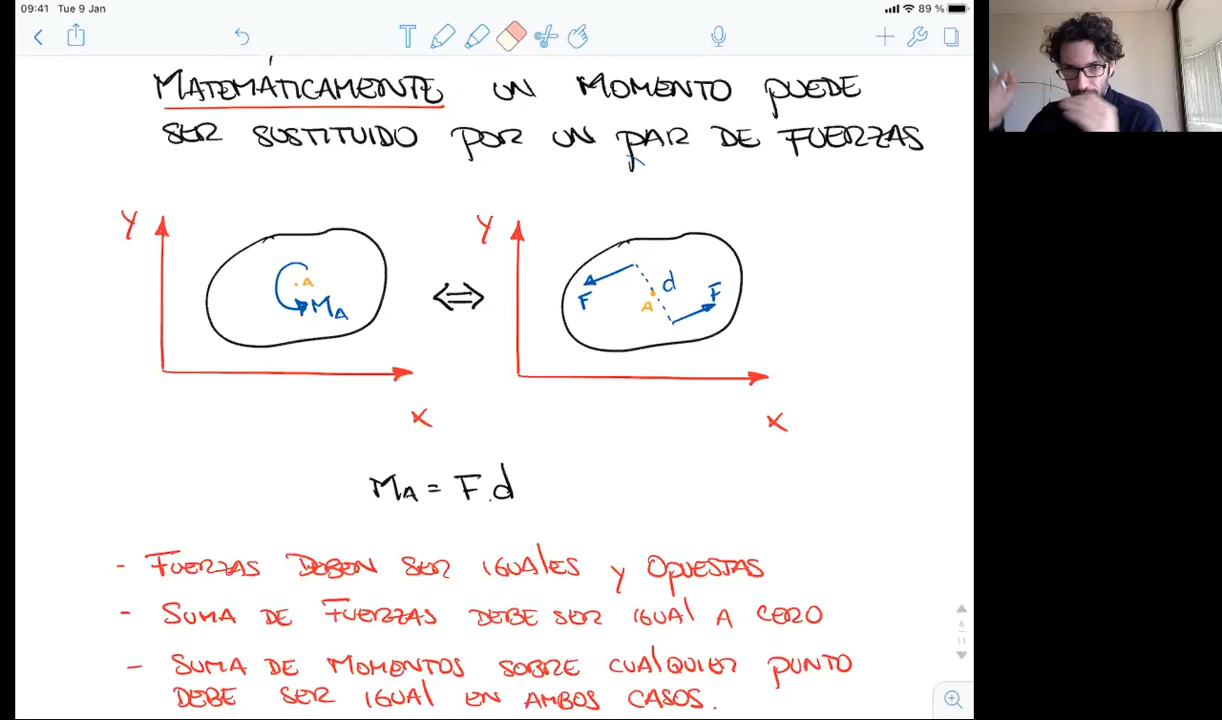 09:41 Tue 9 Jan 89 %
T
MATEMÁTICAMENTE UN MOMENTO PUEDE
SER SUSTITUIDO POR UN PAR DE FUERZAS
Y
A
MA
X
⇔
Y
F
d
A
F
X
MA = F.d
- FUERZAS DEBEN SER IGUALES Y OPUESTAS
- SUMA DE FUERZAS DEBE SER IGUAL A CERO
- SUMA DE MOMENTOS SOBRE CUALQUIER PUNTO
DEBE SER IGUAL EN AMBOS CASOS.
6
11